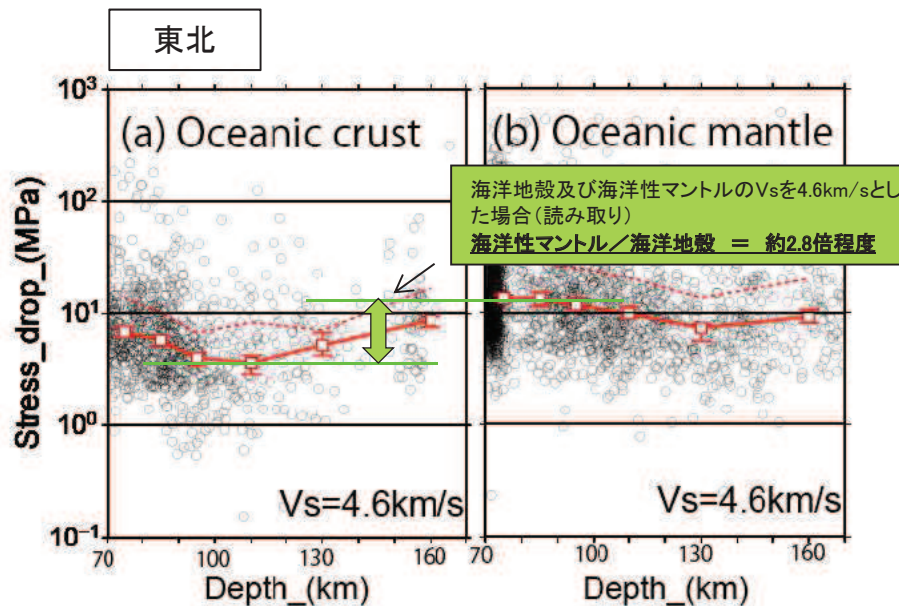 東北
(a) Oceanic crust
(b) Oceanic mantle
海洋地殻及び海洋性マントルのVsを4.6km/sとし
た場合(読み取り)
海洋性マントル/海洋地殻 = 約2.8倍程度
Stress_drop_(MPa)
10³
10²
10¹
10⁰
10⁻¹
Vs=4.6km/s
Vs=4.6km/s
70 100 130 160
70 100 130 160
Depth_(km)
Depth_(km)